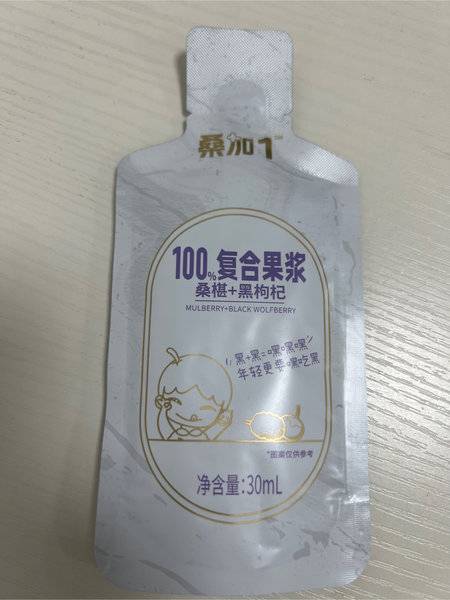 桑加1
100%复合果浆
桑椹+黑枸杞
MULBERRY+BLACK WOLFBERRY
黑+黑=嘿嘿嘿
年轻更要嘿吃黑
*图案仅供参考
净含量:30mL